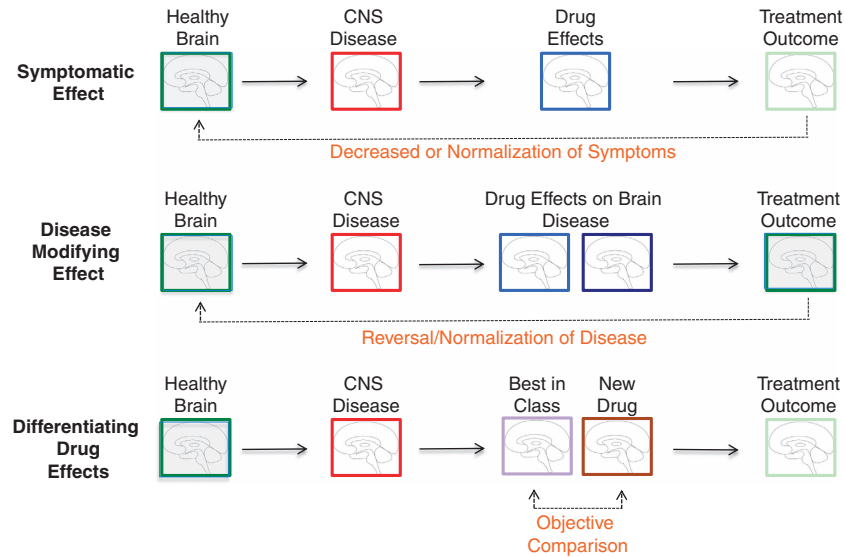 Healthy
Brain
CNS
Disease
Drug
Effects
Treatment
Outcome
Symptomatic
Effect
Decreased or Normalization of Symptoms
Healthy
Brain
CNS
Disease
Drug Effects on Brain
Disease
Treatment
Outcome
Disease
Modifying
Effect
Reversal/Normalization of Disease
Healthy
Brain
CNS
Disease
Best in
Class
New
Drug
Treatment
Outcome
Differentiating
Drug
Effects
Objective
Comparison